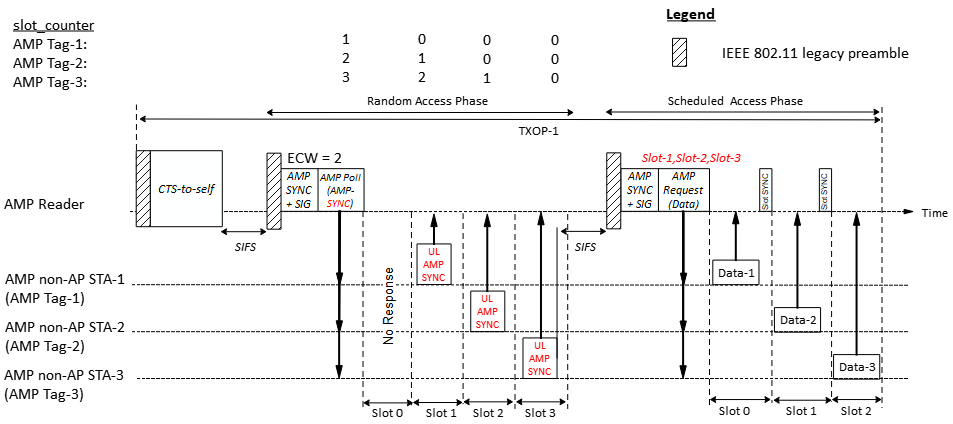 slot_counter
AMP Tag-1: 1 0 0 0
AMP Tag-2: 2 1 0 0
AMP Tag-3: 3 2 1 0
Legend
IEEE 802.11 legacy preamble
Random Access Phase
Scheduled Access Phase
TXOP-1
ECW = 2
Slot-1,Slot-2,Slot-3
CTS-to-self
AMP
SYNC
+ SIG
AMP Poll
(AMP-
SYNC)
AMP
SYNC
+ SIG
AMP
Request
(Data)
Slot SYNC
Slot SYNC
AMP Reader
Time
SIFS
SIFS
UL
AMP
SYNC
Data-1
AMP non-AP STA-1
(AMP Tag-1)
No Response
UL
AMP
SYNC
Data-2
AMP non-AP STA-2
(AMP Tag-2)
UL
AMP
SYNC
Data-3
AMP non-AP STA-3
(AMP Tag-3)
Slot 0
Slot 1
Slot 2
Slot 3
Slot 0
Slot 1
Slot 2